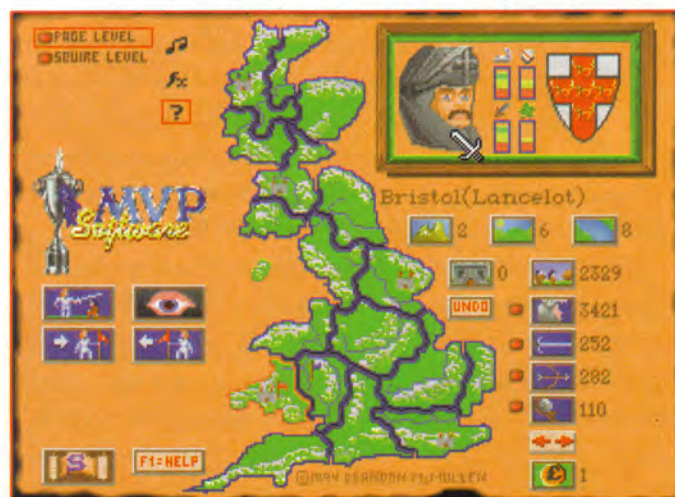 PAGE LEVEL
SQUIRE LEVEL
fx
?
MVP
Software
Bristol(Lancelot)
2
6
8
0
2329
UNDO
3421
252
282
110
S
F1=HELP
1